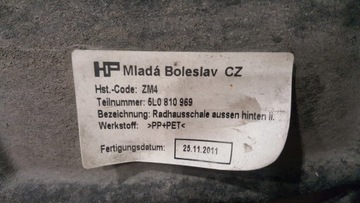 HP Mladá Boleslav CZ
Hst.-Code: ZM4
Teilnummer: 5L0 810 969
Bezeichnung: Radhausschale aussen hinten li.
Werkstoff: >PP+PET<
Fertigungsdatum: 25.11.2011